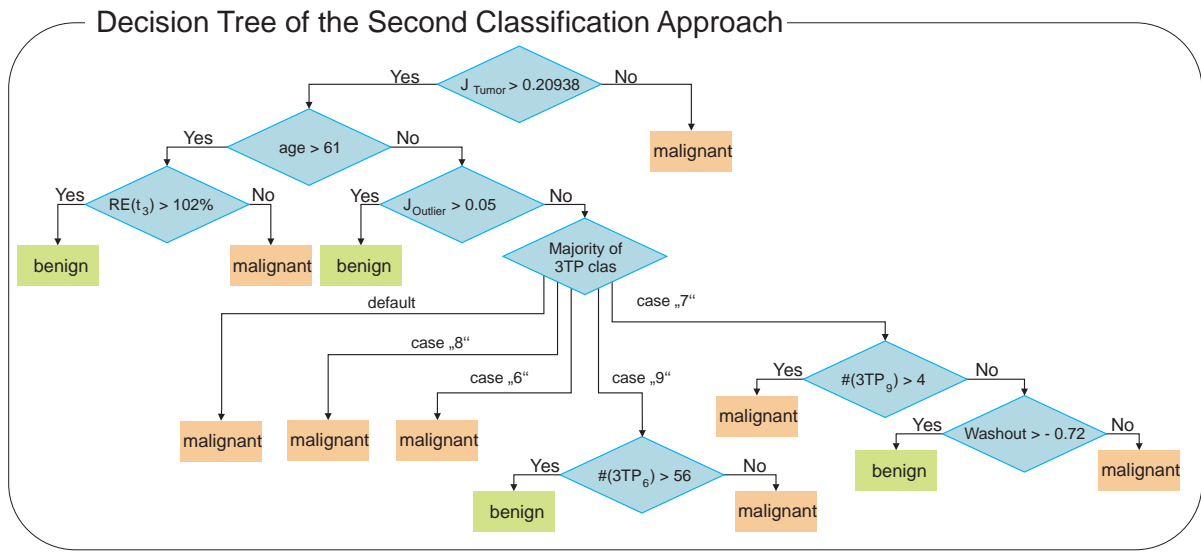 Decision Tree of the Second Classification Approach
Yes
J Tumor > 0.20938
No
Yes
age > 61
No
malignant
Yes
RE(t3) > 102%
No
Yes
JOutlier > 0.05
No
benign
malignant
benign
Majority of
3TP clas
default
case „7“
case „8“
case „6“
case „9“
Yes
#(3TP9) > 4
No
malignant
malignant
malignant
malignant
Yes
Washout > - 0.72
No
Yes
#(3TP6) > 56
No
benign
malignant
benign
malignant